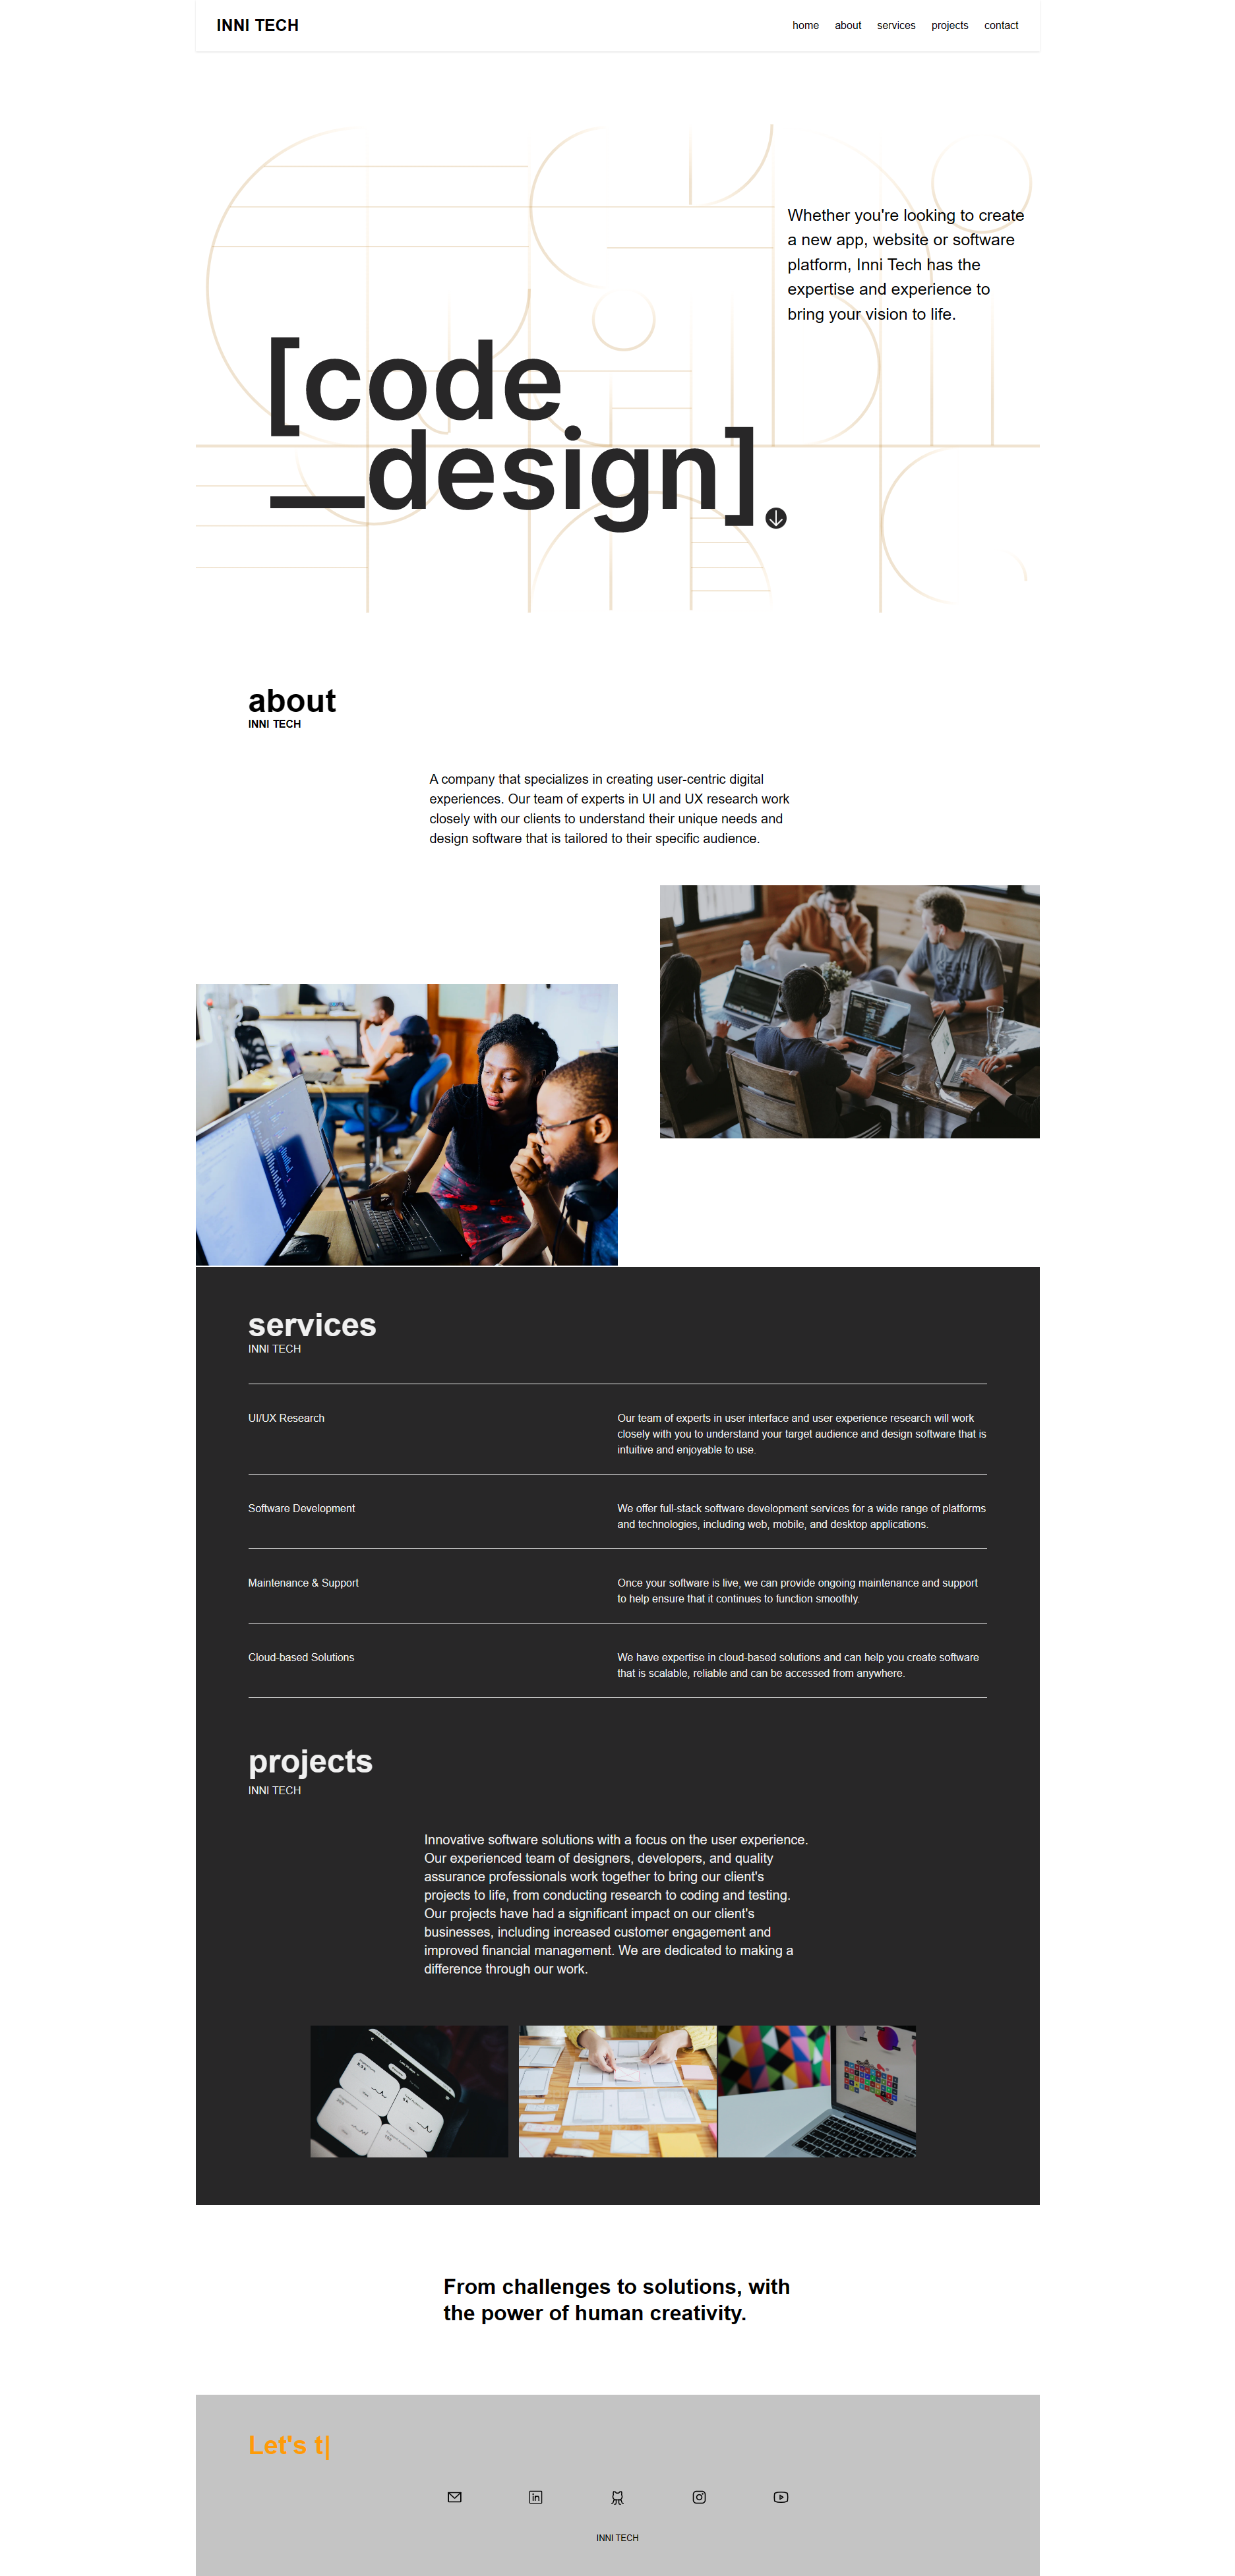 INNI TECH
home about services projects contact
Whether you're looking to create
a new app, website or software
platform, Inni Tech has the
expertise and experience to
bring your vision to life.
[code
_design]
about
INNI TECH
A company that specializes in creating user-centric digital
experiences. Our team of experts in UI and UX research work
closely with our clients to understand their unique needs and
design software that is tailored to their specific audience.
services
INNI TECH
UI/UX Research
Our team of experts in user interface and user experience research will work
closely with you to understand your target audience and design software that is
intuitive and enjoyable to use.
Software Development
We offer full-stack software development services for a wide range of platforms
and technologies, including web, mobile, and desktop applications.
Maintenance & Support
Once your software is live, we can provide ongoing maintenance and support
to help ensure that it continues to function smoothly.
Cloud-based Solutions
We have expertise in cloud-based solutions and can help you create software
that is scalable, reliable and can be accessed from anywhere.
projects
INNI TECH
Innovative software solutions with a focus on the user experience.
Our experienced team of designers, developers, and quality
assurance professionals work together to bring our client's
projects to life, from conducting research to coding and testing.
Our projects have had a significant impact on our client's
businesses, including increased customer engagement and
improved financial management. We are dedicated to making a
difference through our work.
From challenges to solutions, with
the power of human creativity.
Let's t|
INNI TECH